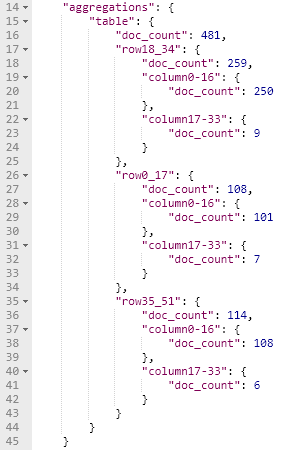 14 "aggregations": {
15 "table": {
16 "doc_count": 481,
17 "row18_34": {
18 "doc_count": 259,
19 "column0-16": {
20 "doc_count": 250
21 },
22 "column17-33": {
23 "doc_count": 9
24 }
25 },
26 "row0_17": {
27 "doc_count": 108,
28 "column0-16": {
29 "doc_count": 101
30 },
31 "column17-33": {
32 "doc_count": 7
33 }
34 },
35 "row35_51": {
36 "doc_count": 114,
37 "column0-16": {
38 "doc_count": 108
39 },
40 "column17-33": {
41 "doc_count": 6
42 }
43 }
44 }
45 }